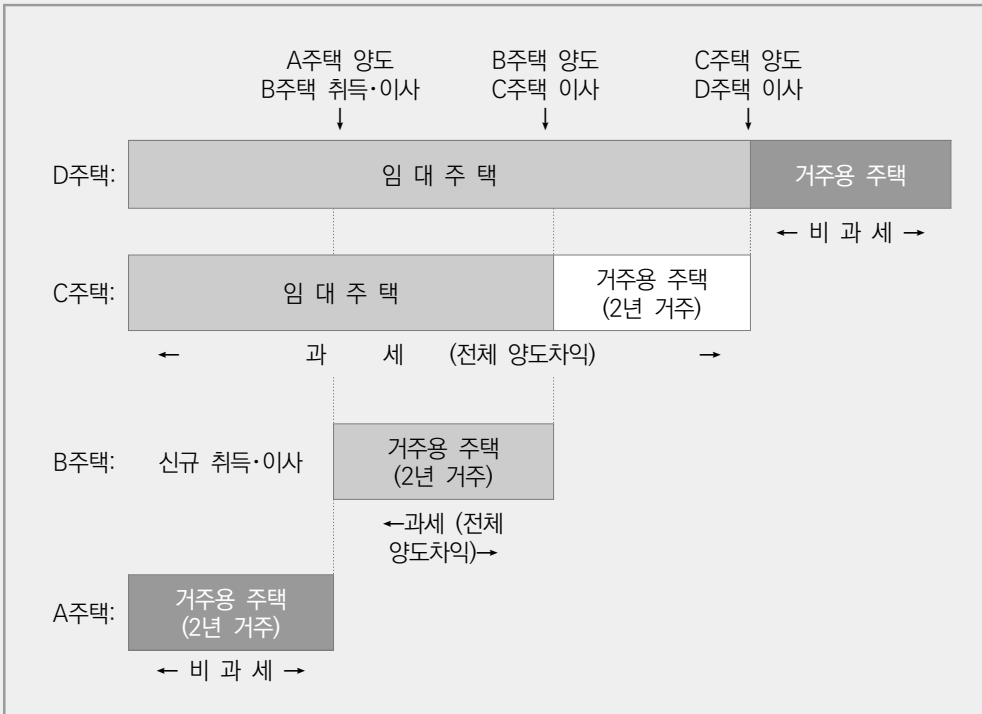 A주택 양도
B주택 취득·이사
B주택 양도
C주택 이사
C주택 양도
D주택 이사
↓ ↓ ↓
D주택: 임 대 주 택 거주용 주택
← 비 과 세 →
C주택: 임 대 주 택 거주용 주택
(2년 거주)
← 과 세 (전체 양도차익) →
B주택: 신규 취득·이사 거주용 주택
(2년 거주)
←과세 (전체
양도차익)→
A주택: 거주용 주택
(2년 거주)
← 비 과 세 →